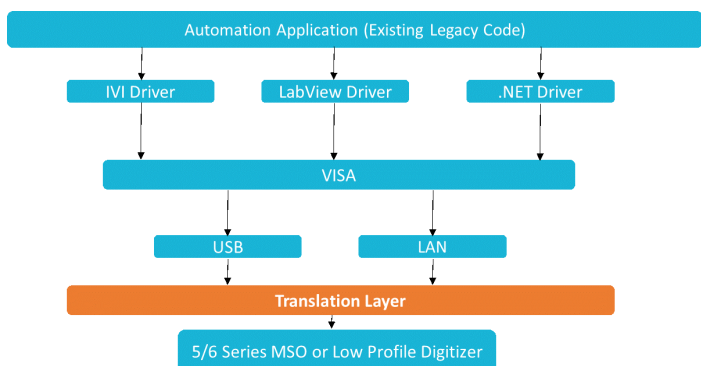 Automation Application (Existing Legacy Code)
IVI Driver
LabView Driver
.NET Driver
VISA
USB
LAN
Translation Layer
5/6 Series MSO or Low Profile Digitizer